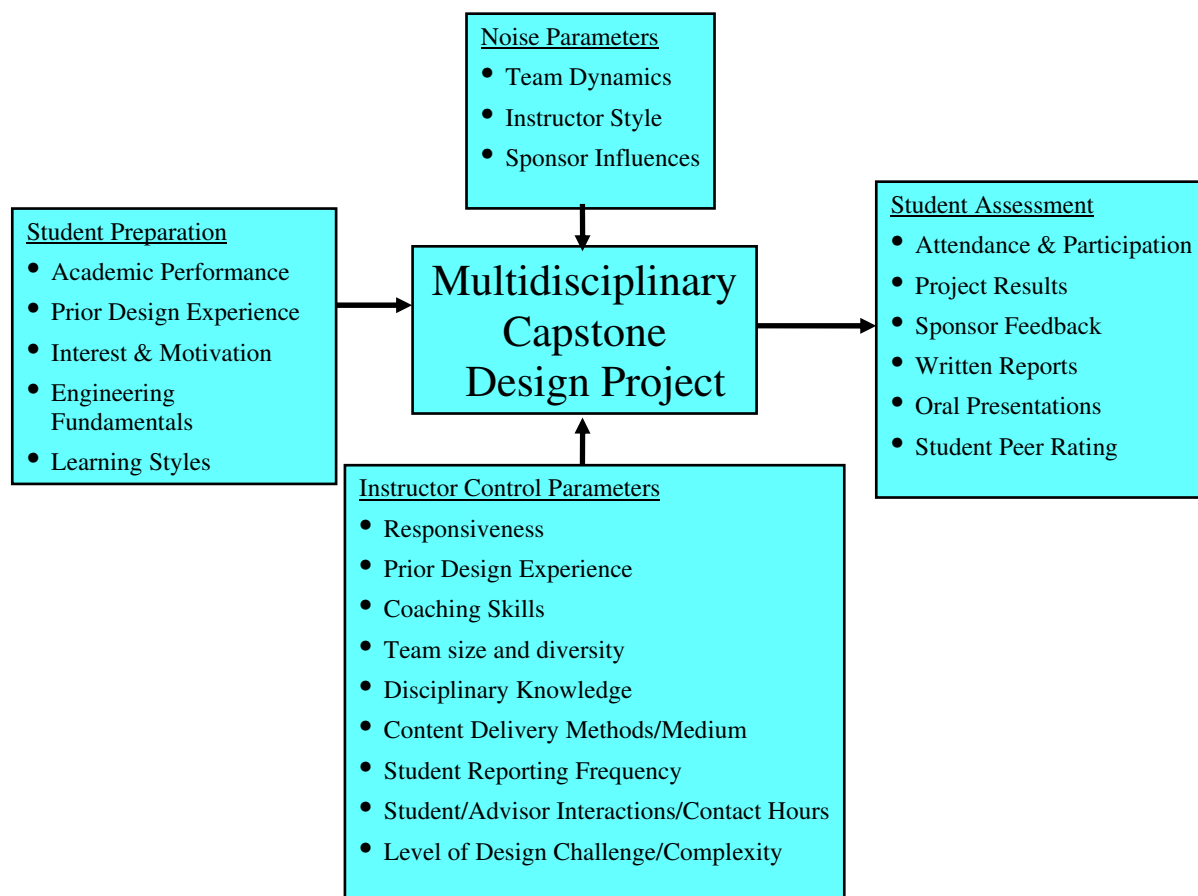 Noise Parameters
• Team Dynamics
• Instructor Style
• Sponsor Influences
Student Preparation
• Academic Performance
• Prior Design Experience
• Interest & Motivation
• Engineering
Fundamentals
• Learning Styles
Multidisciplinary
Capstone
Design Project
Student Assessment
• Attendance & Participation
• Project Results
• Sponsor Feedback
• Written Reports
• Oral Presentations
• Student Peer Rating
Instructor Control Parameters
• Responsiveness
• Prior Design Experience
• Coaching Skills
• Team size and diversity
• Disciplinary Knowledge
• Content Delivery Methods/Medium
• Student Reporting Frequency
• Student/Advisor Interactions/Contact Hours
• Level of Design Challenge/Complexity